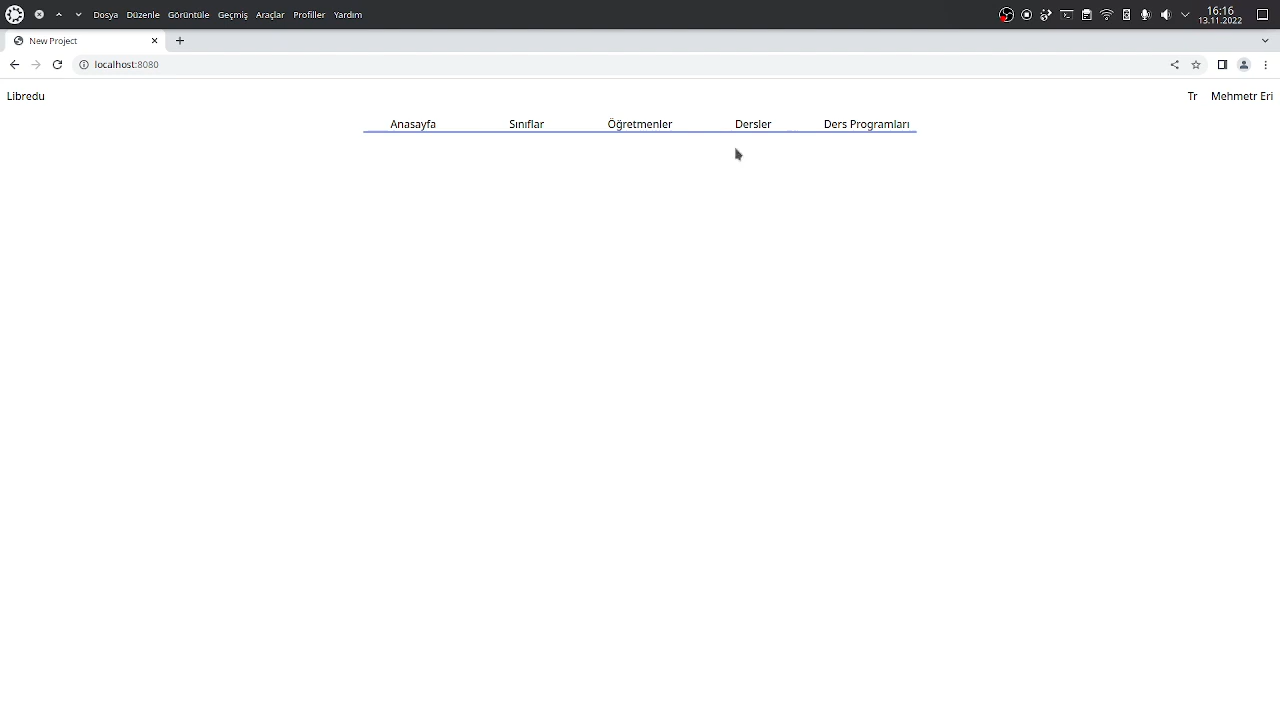 Dosya Düzenle Görüntüle Geçmiş Araçlar Profiller Yardım 16:16
13.11.2022
New Project
localhost:8080
Libredu Tr Mehmetr Eri
Anasayfa Sınıflar Öğretmenler Dersler Ders Programları